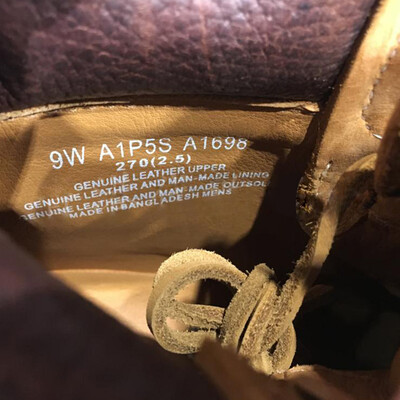 9W A1P5S A1698
270(2.5)
GENUINE LEATHER UPPER
GENUINE LEATHER AND MAN-MADE LINING
GENUINE LEATHER AND MAN-MADE OUTSOL
MADE IN BANGLADESH MENS